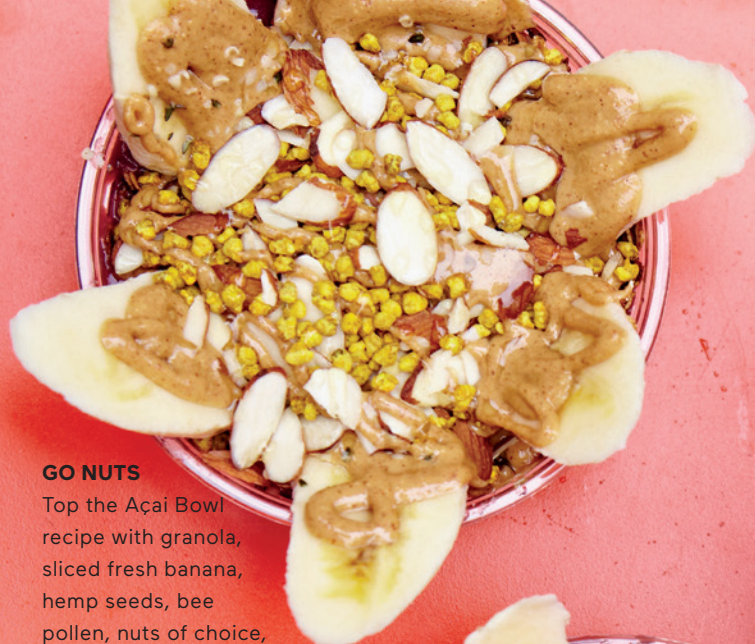 GO NUTS
Top the Açai Bowl
recipe with granola,
sliced fresh banana,
hemp seeds, bee
pollen, nuts of choice,